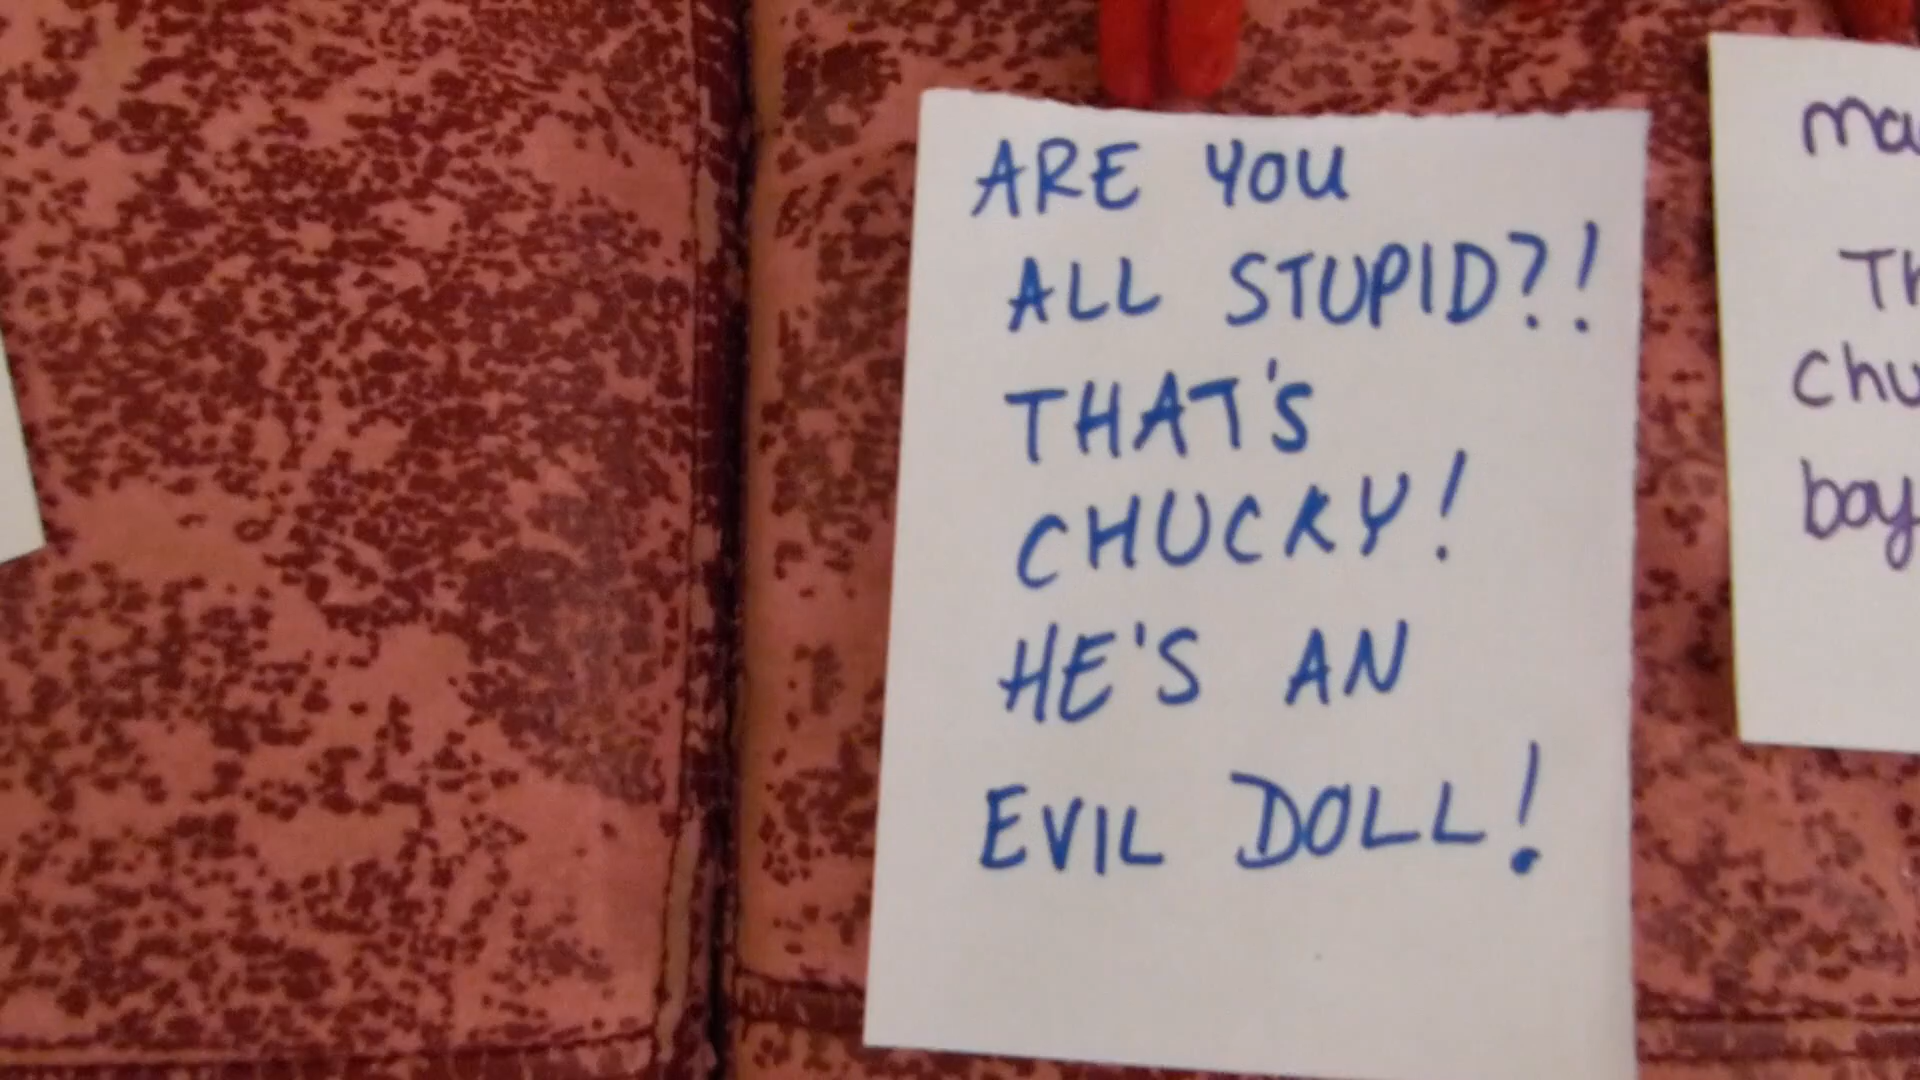 ARE YOU
ALL STUPID?!
THAT'S
CHUCKY!
HE'S AN
EVIL DOLL!